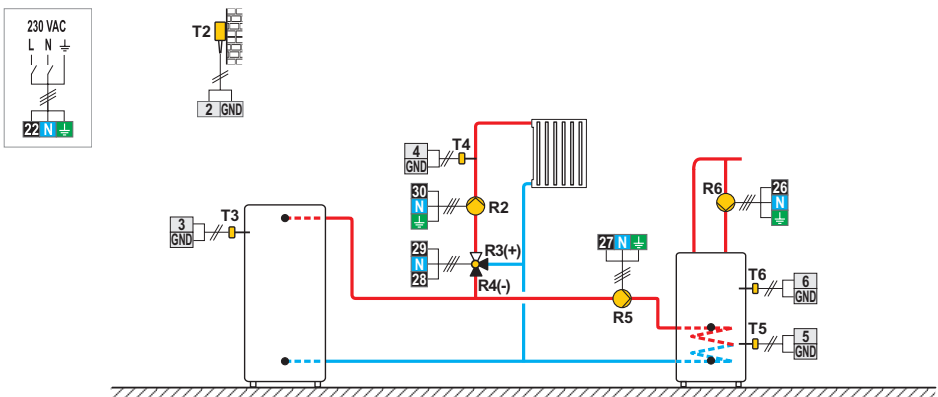 230 VAC
L N
22 N
T2
2 GND
T4
4
GND
30
N
R2
29
N
28
R3(+)
R4(-)
T3
3
GND
27 N
R5
R6
26
N
T6
6
GND
T5
5
GND